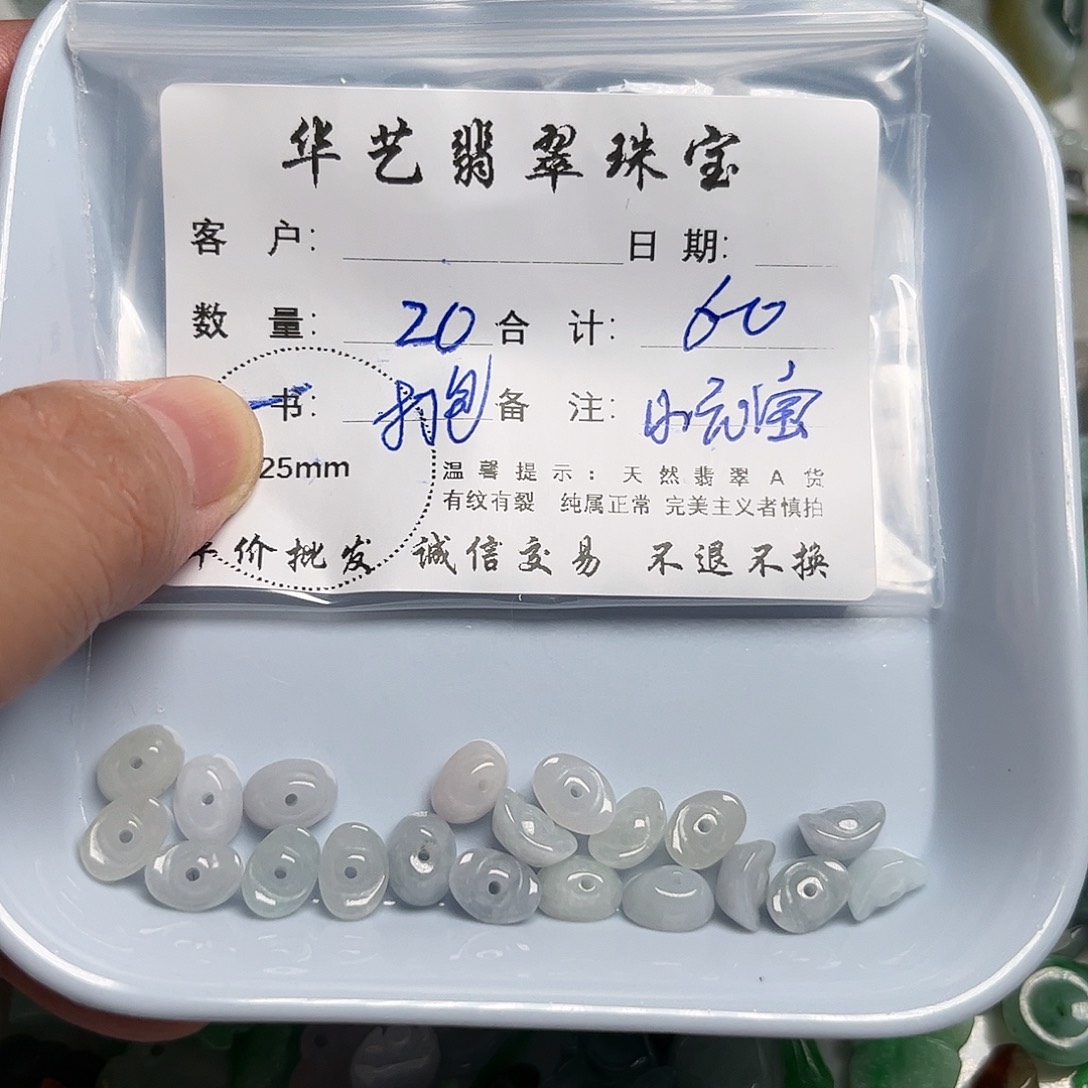 华艺翡翠珠宝
客 户： 日 期：
数 量： 20 合 计： 60
书： 打包 备 注： 小元宝
25mm
温馨提示：天然翡翠A货
有纹有裂 纯属正常 完美主义者慎拍
价批发 诚信交易 不退不换